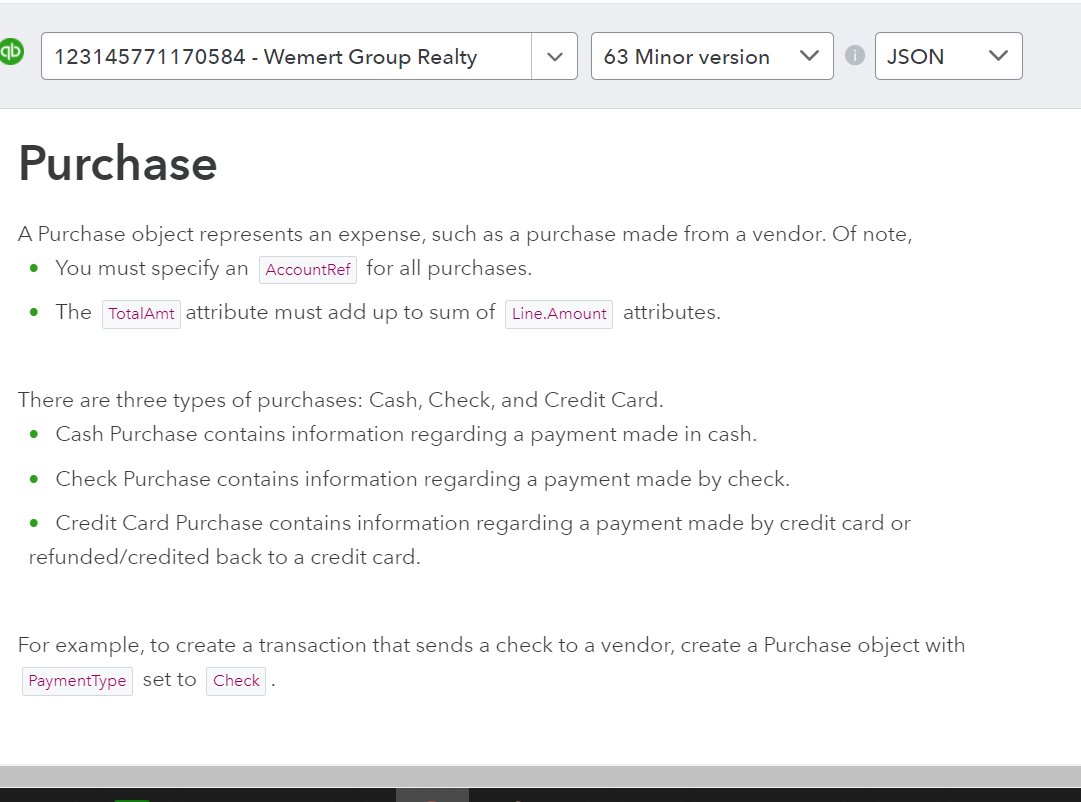 qb
123145771170584 - Wemert Group Realty
63 Minor version
i
JSON
Purchase
A Purchase object represents an expense, such as a purchase made from a vendor. Of note,
• You must specify an AccountRef for all purchases.
• The TotalAmt attribute must add up to sum of Line.Amount attributes.
There are three types of purchases: Cash, Check, and Credit Card.
• Cash Purchase contains information regarding a payment made in cash.
• Check Purchase contains information regarding a payment made by check.
• Credit Card Purchase contains information regarding a payment made by credit card or
refunded/credited back to a credit card.
For example, to create a transaction that sends a check to a vendor, create a Purchase object with
PaymentType set to Check .